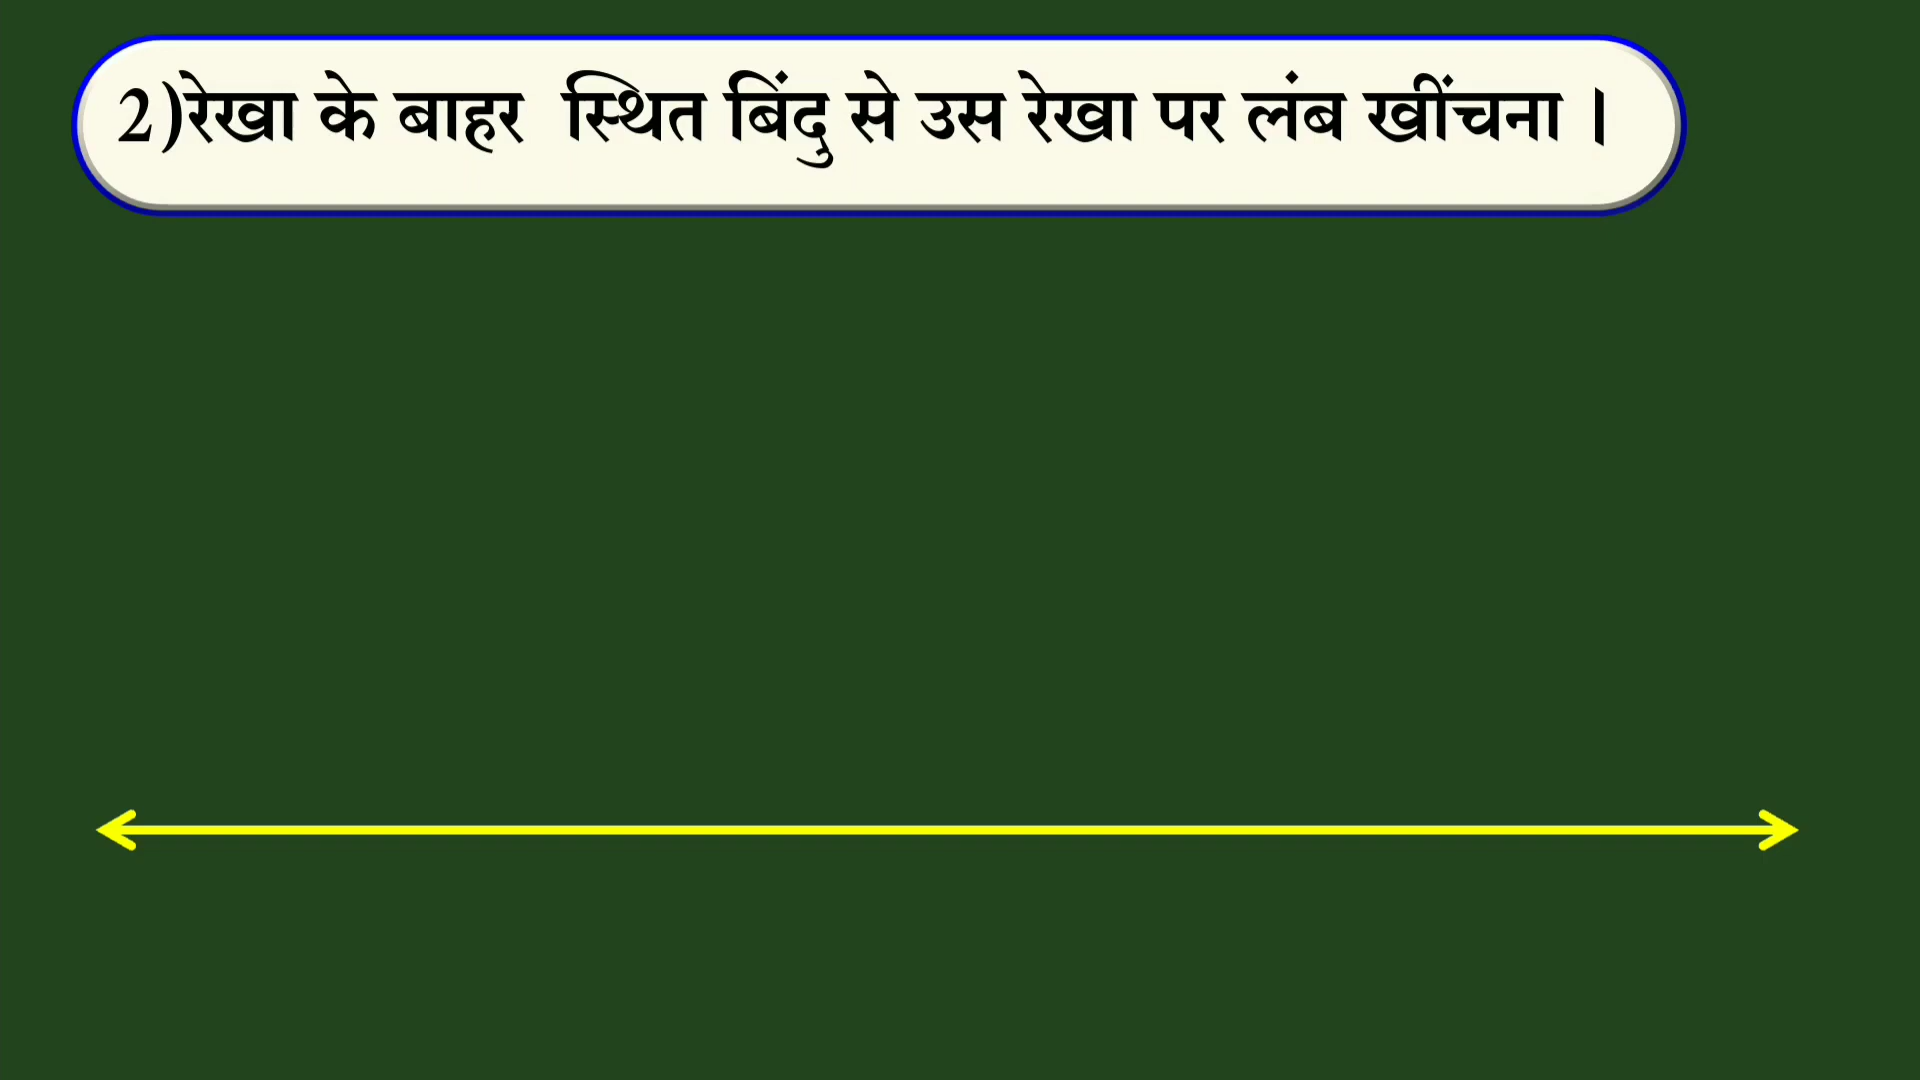 2)रेखा के बाहर स्थित बिंदु से उस रेखा पर लंब खींचना ।